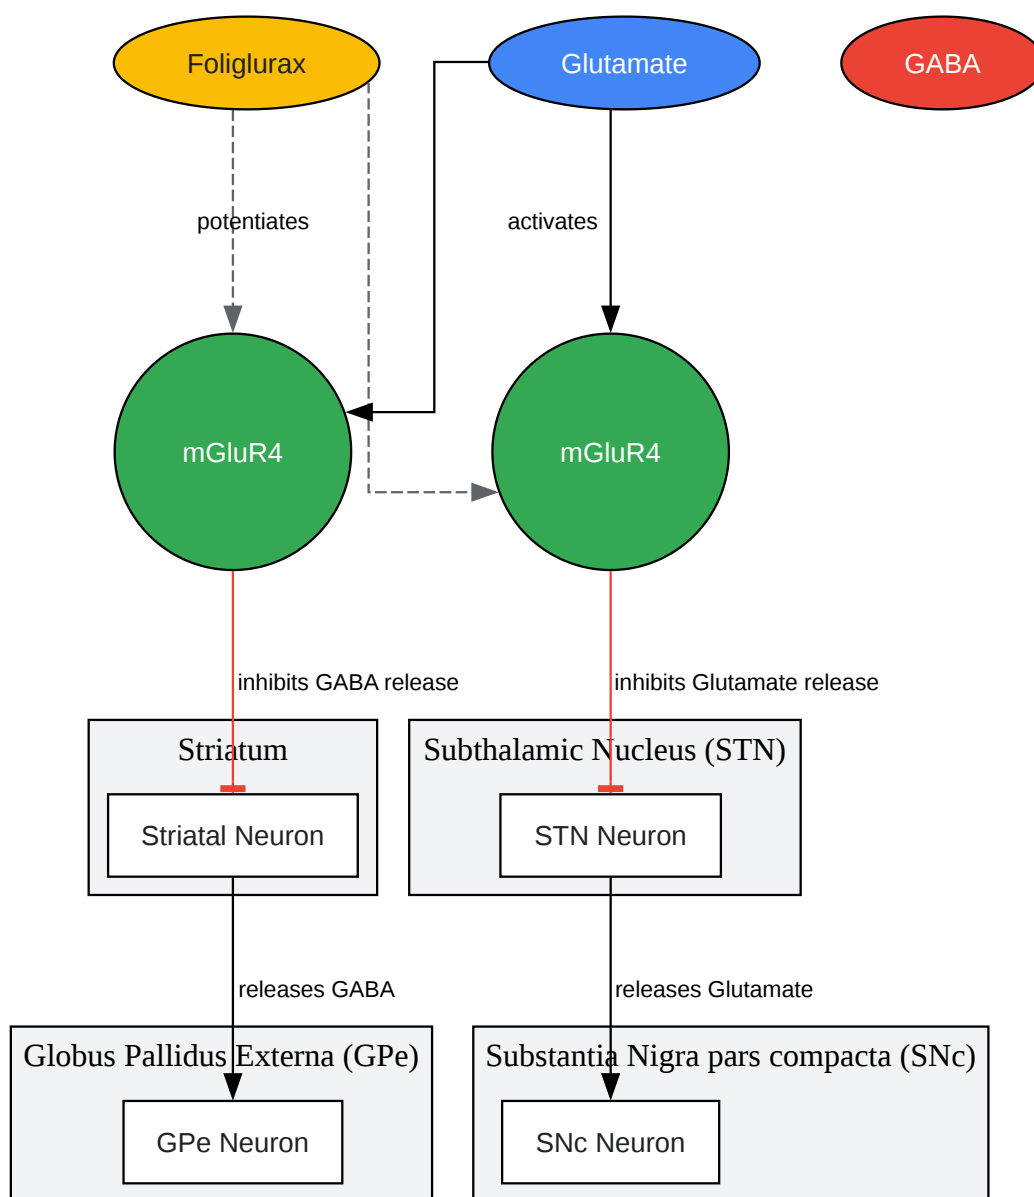 Foliglurax
Glutamate
GABA
potentiates
activates
mGluR4
mGluR4
inhibits GABA release
inhibits Glutamate release
Striatum
Subthalamic Nucleus (STN)
Striatal Neuron
STN Neuron
releases GABA
releases Glutamate
Globus Pallidus Externa (GPe)
Substantia Nigra pars compacta (SNc)
GPe Neuron
SNc Neuron